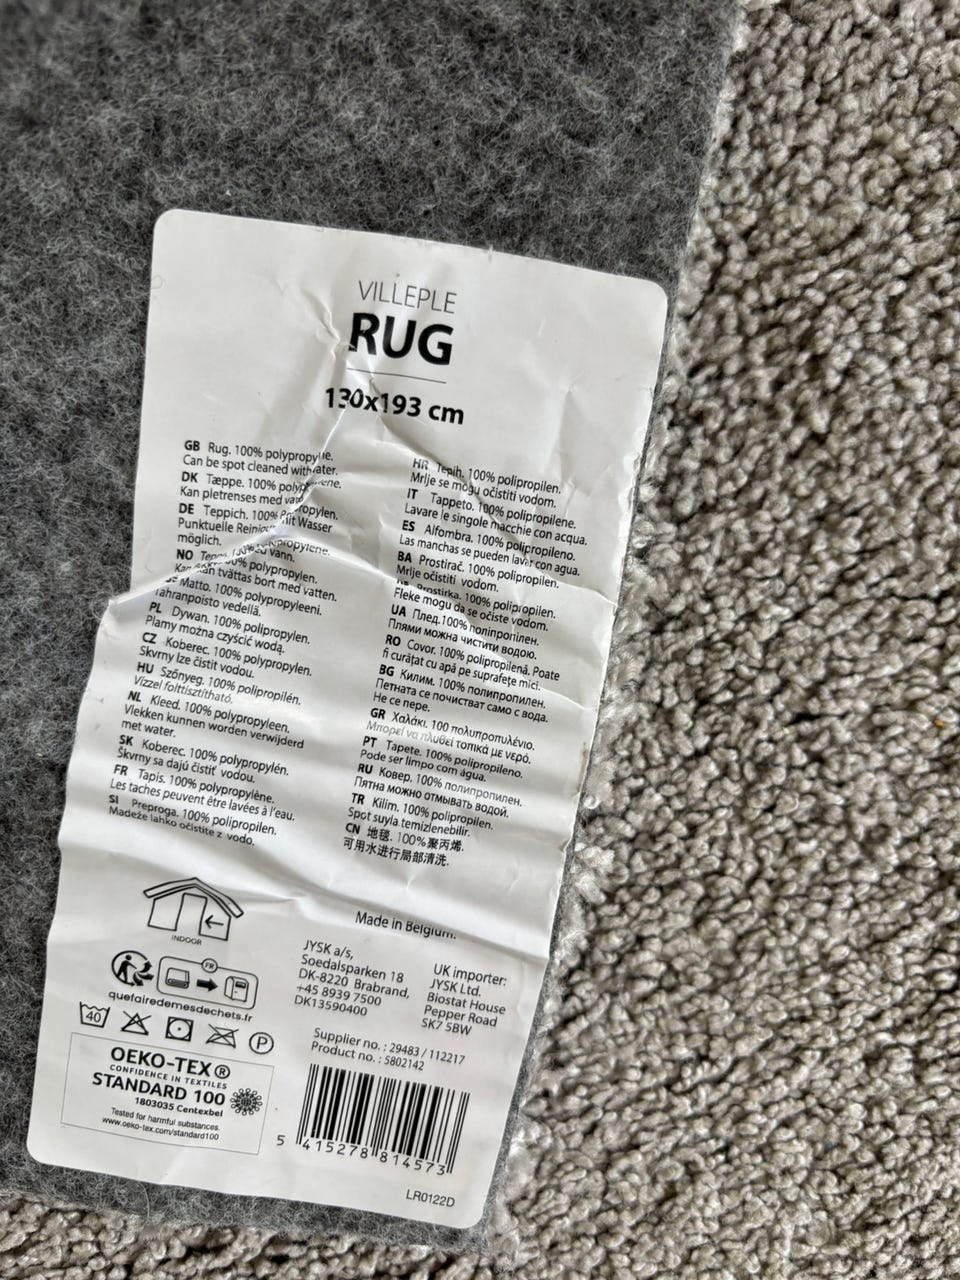 VILLEPLE
RUG
130x193 cm
GB Rug. 100%
Can be spot cleaned
DK Tæppe. 100%
Kan pletrenses med
DE Teppich. 100%
Punktuelle mit Wasser
möglich.
NO
SE
Kan tvättas bort med vatten.
Matto. 100% polypropyleeni.
Tahranpoisto vedellä.
PL Dywan. 100% polipropylen.
Plamy można czyścić wodą.
CZ Koberec. 100% polypropylen.
Skvrny lze čistit vodou.
HU Szőnyeg. 100% polipropilén.
Vízzel folttisztítható.
NL Kleed. 100% polypropyleen.
Vlekken kunnen worden verwijderd
met water.
SK Koberec. 100% polypropylén.
Škvrny sa dajú čistiť vodou.
FR Tapis. 100% polypropylène.
Les taches peuvent être lavées à l'eau.
SI Preproga. 100% polipropilen.
Madeže lahko očistite z vodo.
HR Tepih. 100% polipropilen.
Mrlje se mogu očistiti vodom.
IT Tappeto. 100% polipropilene.
Lavare le singole macchie con acqua.
ES Alfombra. 100% polipropileno.
Las manchas se pueden lavar con agua.
BA Prostirač. 100% polipropilen.
Mrlje očistiti vodom.
Prostirka. 100% polipropilen.
Fleke mogu da se očiste vodom.
UA Плед.100% поліпропілен.
Плями можна чистити водою.
RO Covor. 100% polipropilenă. Poate
fi curățat cu apă pe suprafețe mici.
BG Килим. 100% полипропилен.
Петната се почистват само с вода.
Не се пере.
GR Χαλάκι. 100 πολυπροπυλένιο.
Μπορεί να πλυθεί τοπικά με νερό.
PT Tapete. 100% polipropileno.
Pode ser limpo com água.
RU Ковер. 100% полипропилен.
Пятна можно отмывать водой.
TR Kilim. 100% polipropilen.
Spot suyla temizlenebilir.
CN 地毯. 100%聚丙烯.
可用水进行局部清洗.
INDOOR
Made in Belgium.
FR
quefairedemesdechets.fr
40
P
JYSK a/s,
Soedalsparken 18
DK-8220 Brabrand,
+45 8939 7500
DK13590400
UK importer:
JYSK Ltd.
Biostat House
Pepper Road
SK7 5BW
Supplier no. : 29483 / 112217
Product no. : 5802142
OEKO-TEX®
CONFIDENCE IN TEXTILES
STANDARD 100
1803035 Centexbel
Tested for harmful substances.
www.oeko-tex.com/standard100
5 415278 814573
LR0122D